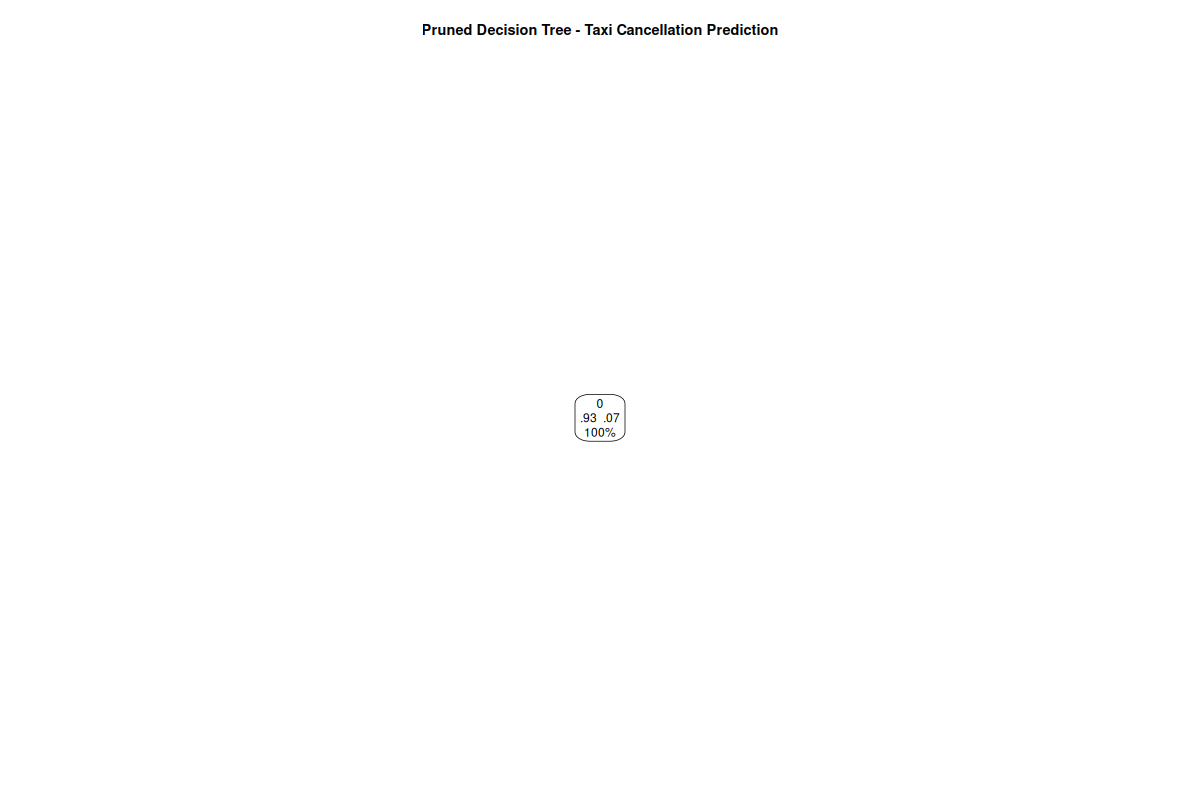 Pruned Decision Tree - Taxi Cancellation Prediction
0
.93 .07
100%